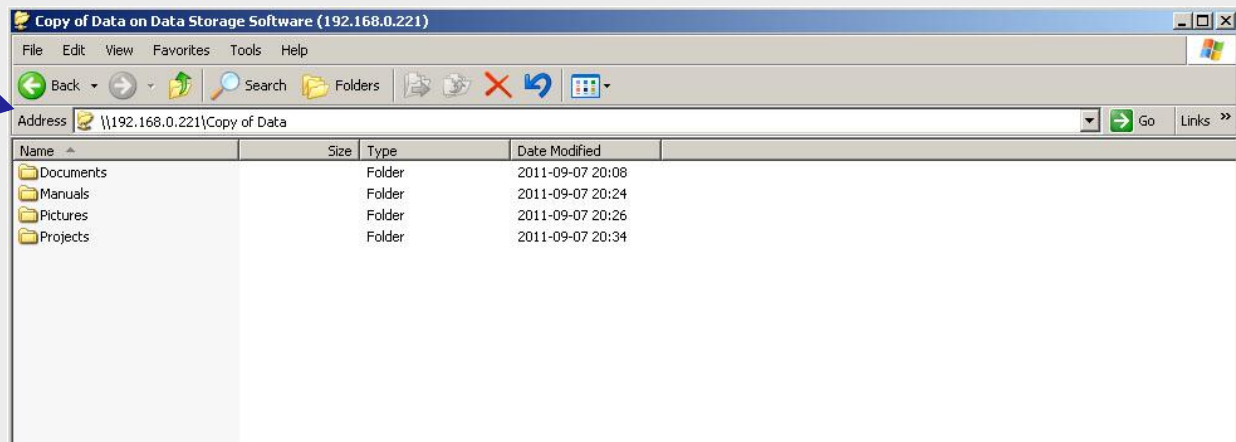 Copy of Data on Data Storage Software (192.168.0.221)
File Edit View Favorites Tools Help
Back Search Folders
Address \\192.168.0.221\Copy of Data Go Links »
Name Size Type Date Modified
Documents Folder 2011-09-07 20:08
Manuals Folder 2011-09-07 20:24
Pictures Folder 2011-09-07 20:26
Projects Folder 2011-09-07 20:34